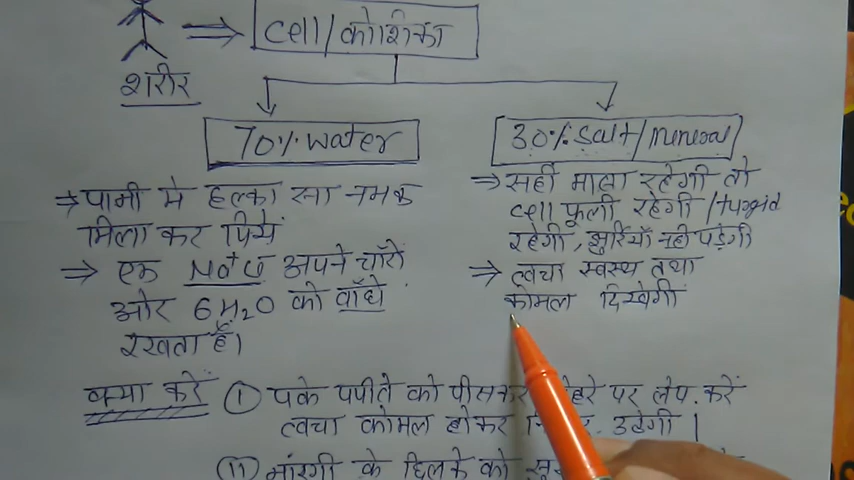 cell/कोशिका
शरीर
70% water
30% salt/mineral
⇒ पानी मे हल्का सा नमक
मिला कर पियें
⇒ एक Na+Cl- अपने चारों
ओर 6H2O को बाँधे
रखता है।
⇒ सही मात्रा रहेगी तो
cell फूली रहेगी /turgid
रहेगी, झुर्रियाँ नही पड़ेगी
⇒ त्वचा स्वस्थ तथा
कोमल दिखेगी
क्या करें (I) पके पपीते को पीसकर चेहरे पर लेप करें
त्वचा कोमल होकर उठेगी।
(II) नारंगी के छिलके को